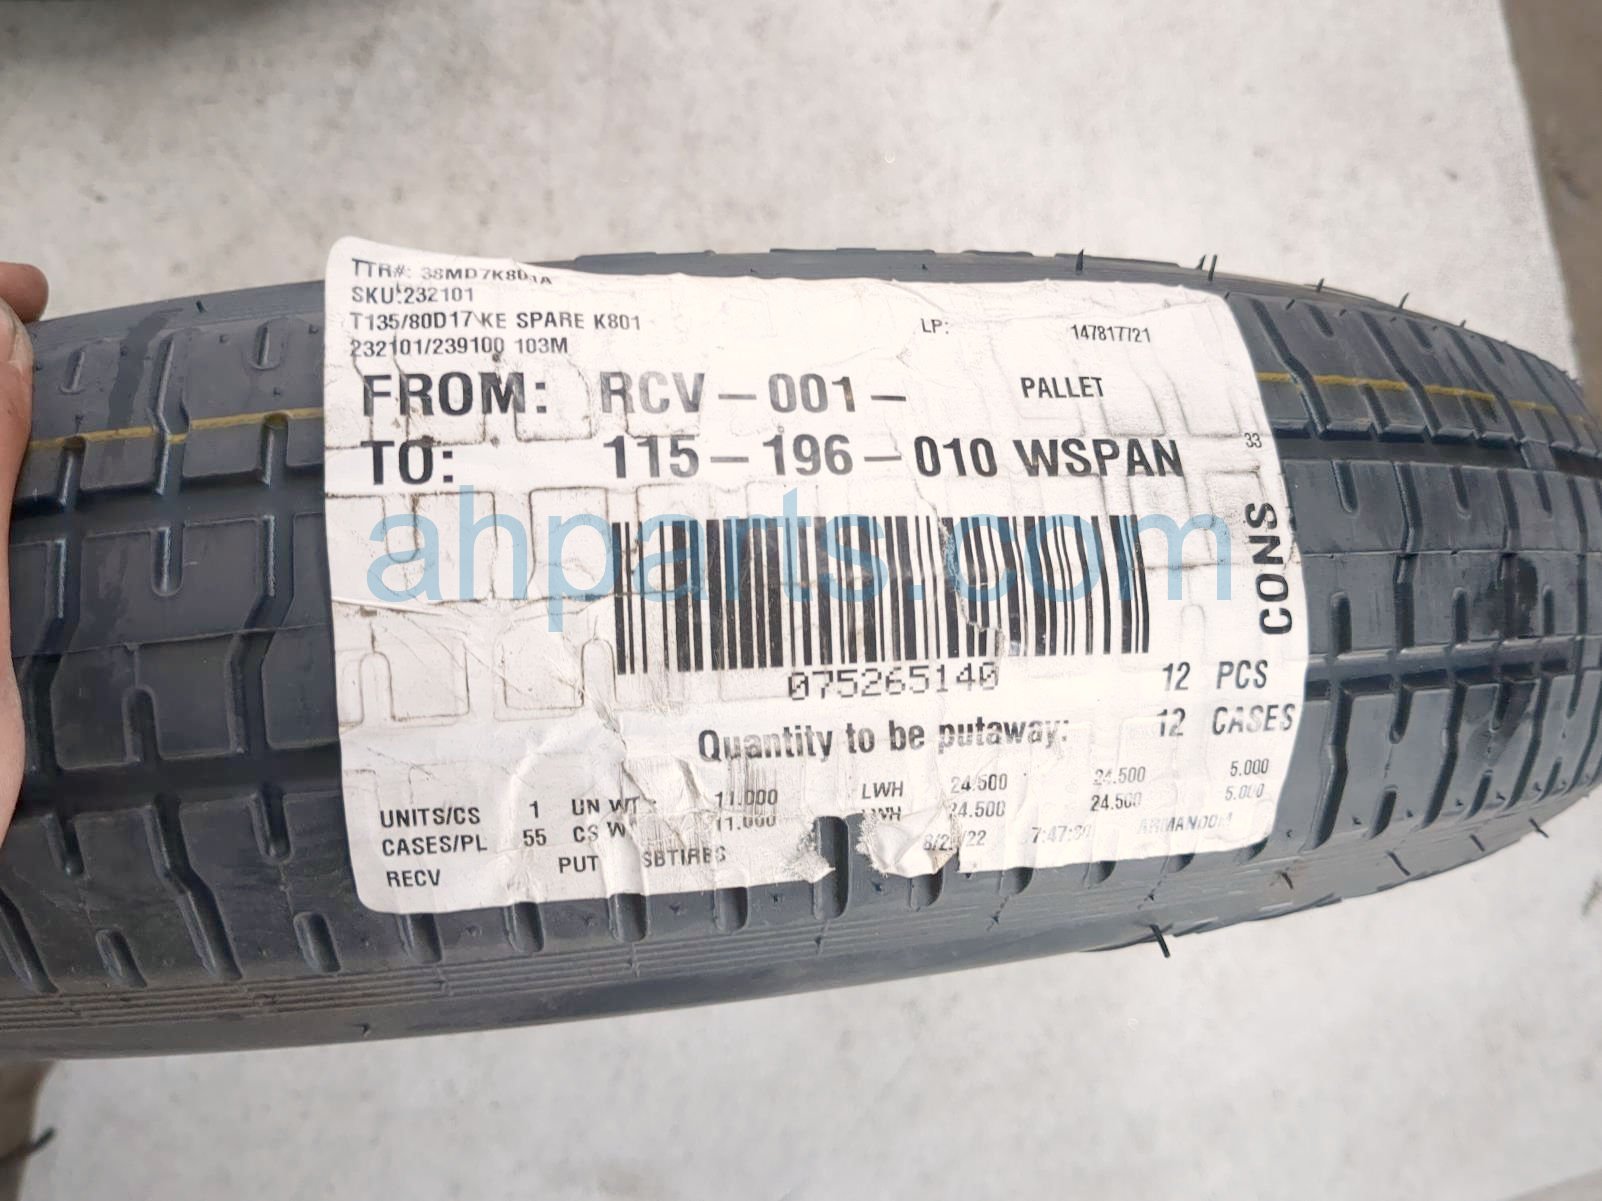 TTR#: 38MD7K801A
SKU:232101
T135/80D17 KE SPARE K801
232101/239100 103M
LP: 147817721
FROM: RCV-001- PALLET
TO: 115-196-010 WSPAN 33
CONS
ahparts.com
075265140
12 PCS
Quantity to be putaway: 12 CASES
UNITS/CS 1 UN WT 11.000 LWH 24.500 24.500 5.000
CASES/PL 55 CS 11.000 24.500 24.500 5.000
RECV PUT SBTIRES